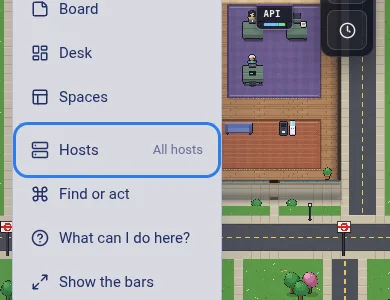 Board
API
Desk
Spaces
Hosts All hosts
Find or act
What can I do here?
Show the bars